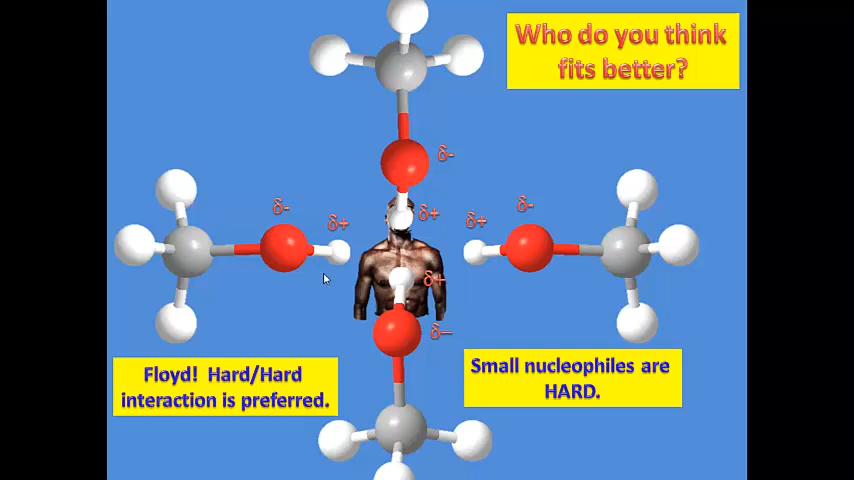 Who do you think
fits better?
δ-
δ+
δ-
δ+
δ+
δ-
δ+
δ–
Floyd! Hard/Hard
interaction is preferred.
Small nucleophiles are
HARD.